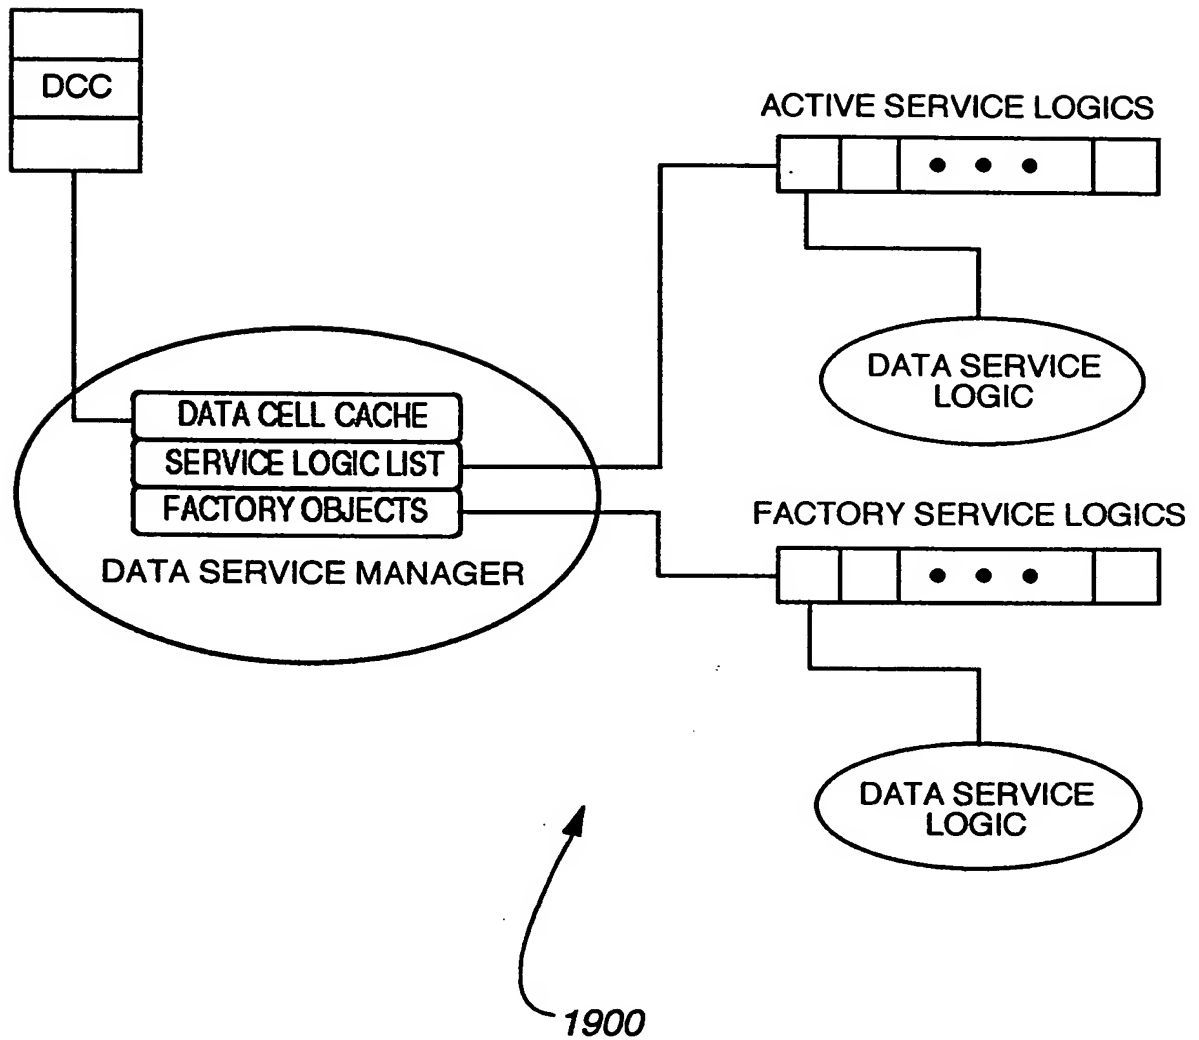 DCC
ACTIVE SERVICE LOGICS
DATA SERVICE
LOGIC
DATA CELL CACHE
SERVICE LOGIC LIST
FACTORY OBJECTS
DATA SERVICE MANAGER
FACTORY SERVICE LOGICS
DATA SERVICE
LOGIC
1900